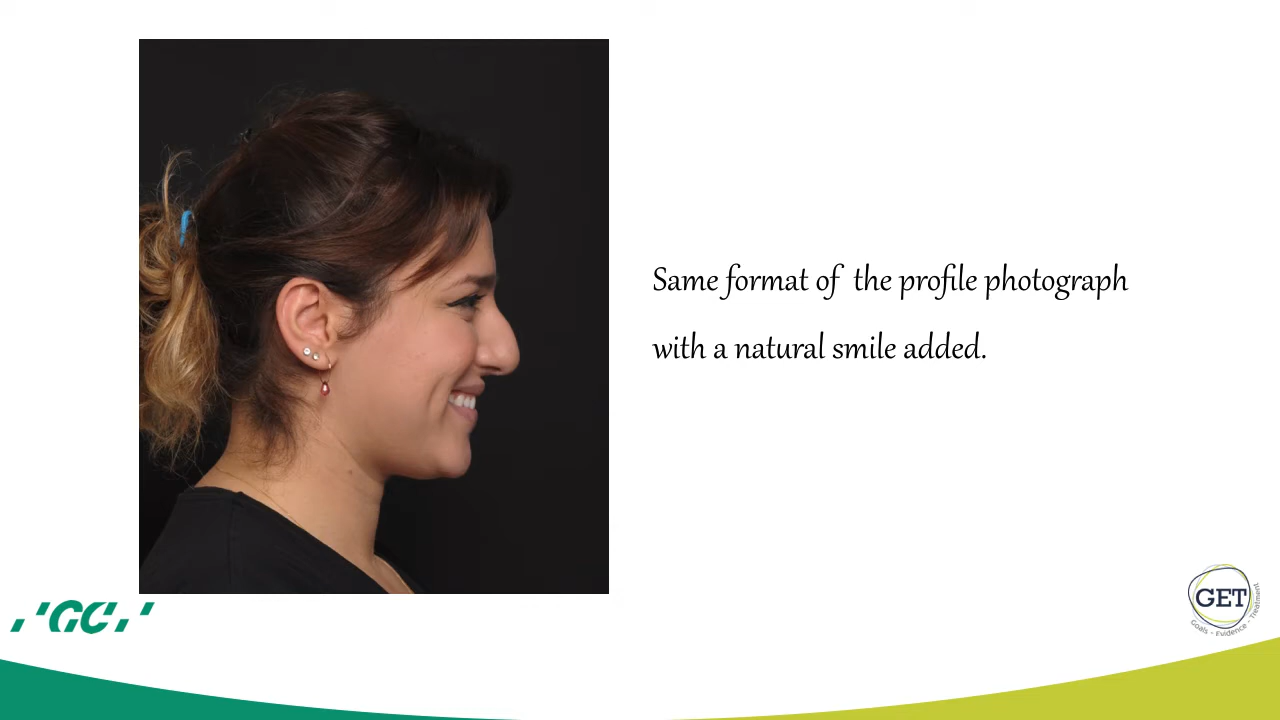 Same format of the profile photograph
with a natural smile added.
GC
GET
Goals - Evidence - Treatment